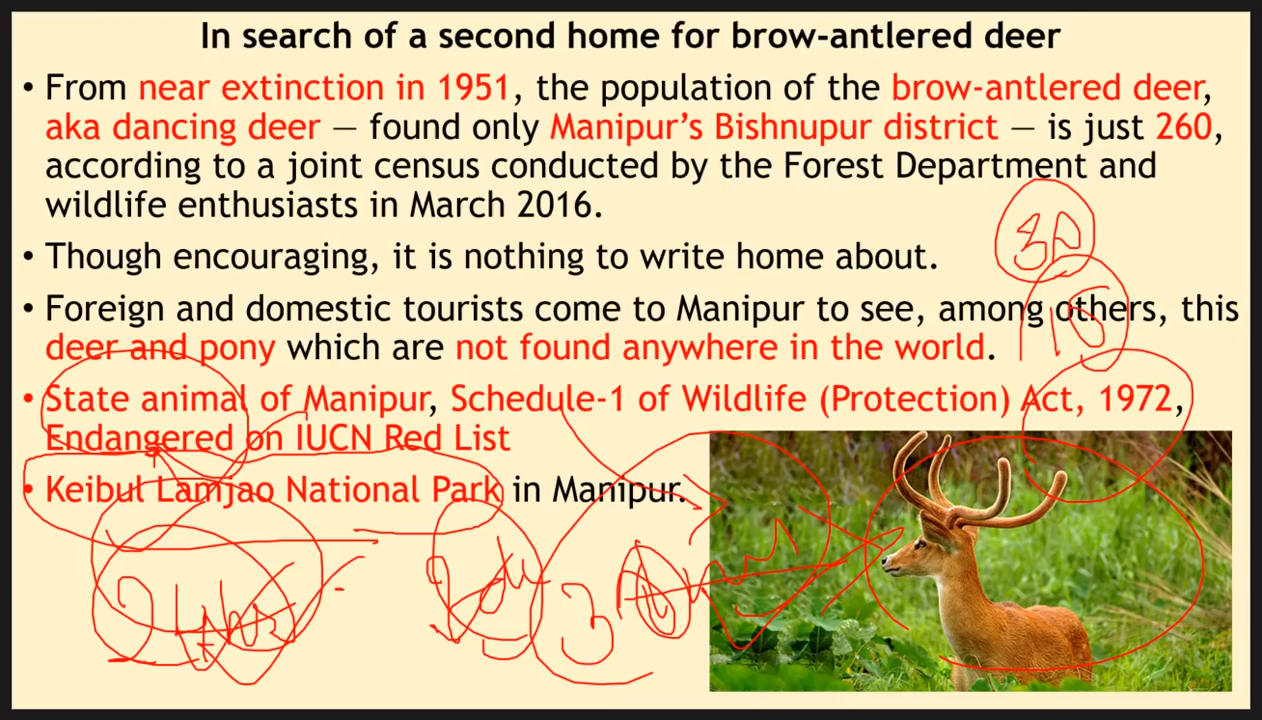 In search of a second home for brow-antlered deer
• From near extinction in 1951, the population of the brow-antlered deer,
aka dancing deer — found only Manipur's Bishnupur district — is just 260,
according to a joint census conducted by the Forest Department and
wildlife enthusiasts in March 2016.
• Though encouraging, it is nothing to write home about.
• Foreign and domestic tourists come to Manipur to see, among others, this
deer and pony which are not found anywhere in the world.
• State animal of Manipur, Schedule-1 of Wildlife (Protection) Act, 1972,
Endangered on IUCN Red List
• Keibul Lamjao National Park in Manipur.